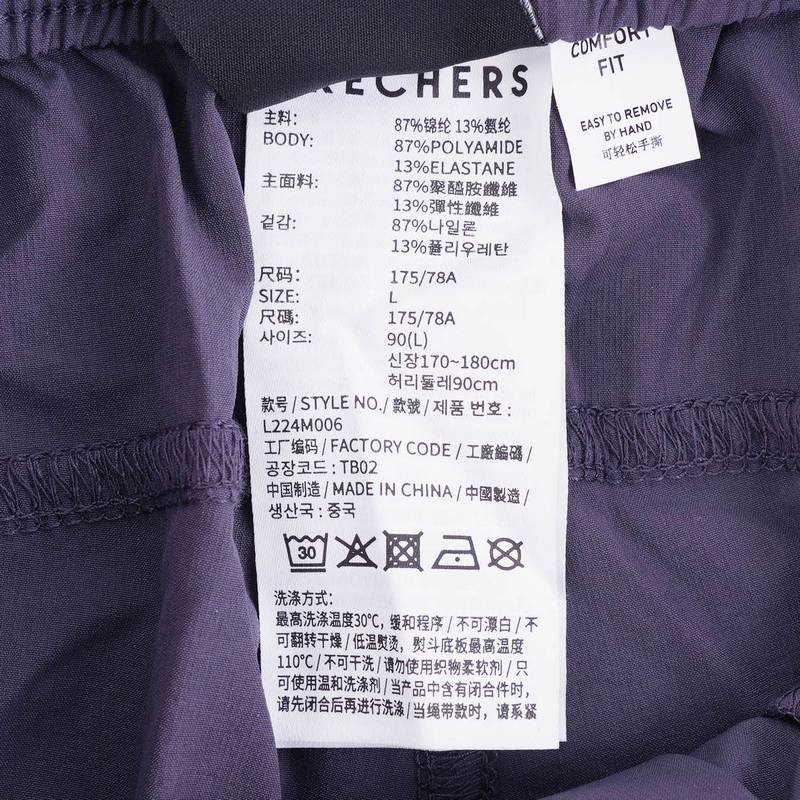 KECHERS
主料: 87%锦纶 13%氨纶
BODY: 87%POLYAMIDE
13%ELASTANE
主面料: 87%聚醯胺纖維
13%彈性纖維
겉감: 87%나일론
13%폴리우레탄
尺码: 175/78A
SIZE: L
尺碼: 175/78A
사이즈: 90(L)
신장170~180cm
허리둘레90cm
款号/STYLE NO./款號/제품 번호:
L224M006
工厂编码/FACTORY CODE/工廠編碼/
공장코드:TB02
中国制造/MADE IN CHINA/中國製造/
생산국:중국
30
洗涤方式:
最高洗涤温度30℃,缓和程序/不可漂白/不
可翻转干燥/低温熨烫,熨斗底板最高温度
110℃/不可干洗/请勿使用织物柔软剂/只
可使用温和洗涤剂/当产品中含有闭合件时,
请先闭合后再进行洗涤/当绳带款时,请系紧
COMFORT
FIT
EASY TO REMOVE
BY HAND
可轻松手撕